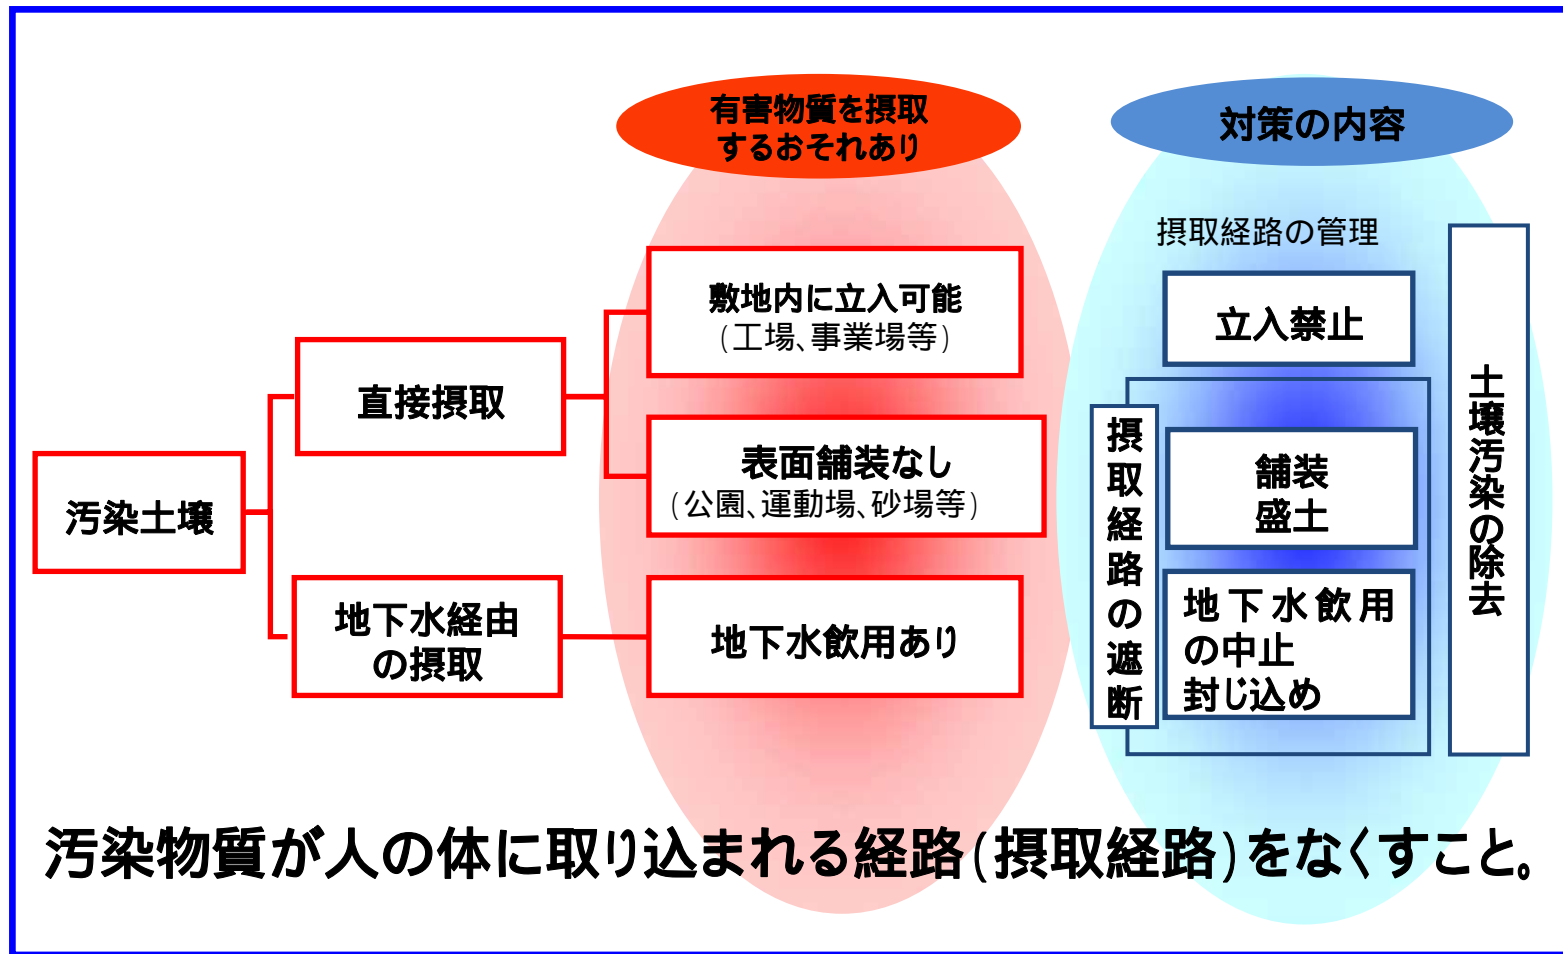 有害物質を摂取
するおそれあり
対策の内容
摂取経路の管理
敷地内に立入可能
(工場、事業場等)
立入禁止
直接摂取
表面舗装なし
(公園、運動場、砂場等)
舗装
盛土
汚染土壌
地下水経由
の摂取
地下水飲用あり
地下水飲用
の中止
封じ込め
摂取経路の遮断
土壌汚染の除去
汚染物質が人の体に取り込まれる経路(摂取経路)をなくすこと。